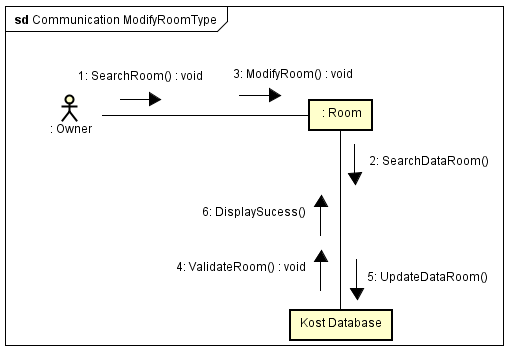 sd Communication ModifyRoomType
1: SearchRoom() : void
3: ModifyRoom() : void
: Owner
: Room
2: SearchDataRoom()
6: DisplaySucess()
4: ValidateRoom() : void
5: UpdateDataRoom()
Kost Database